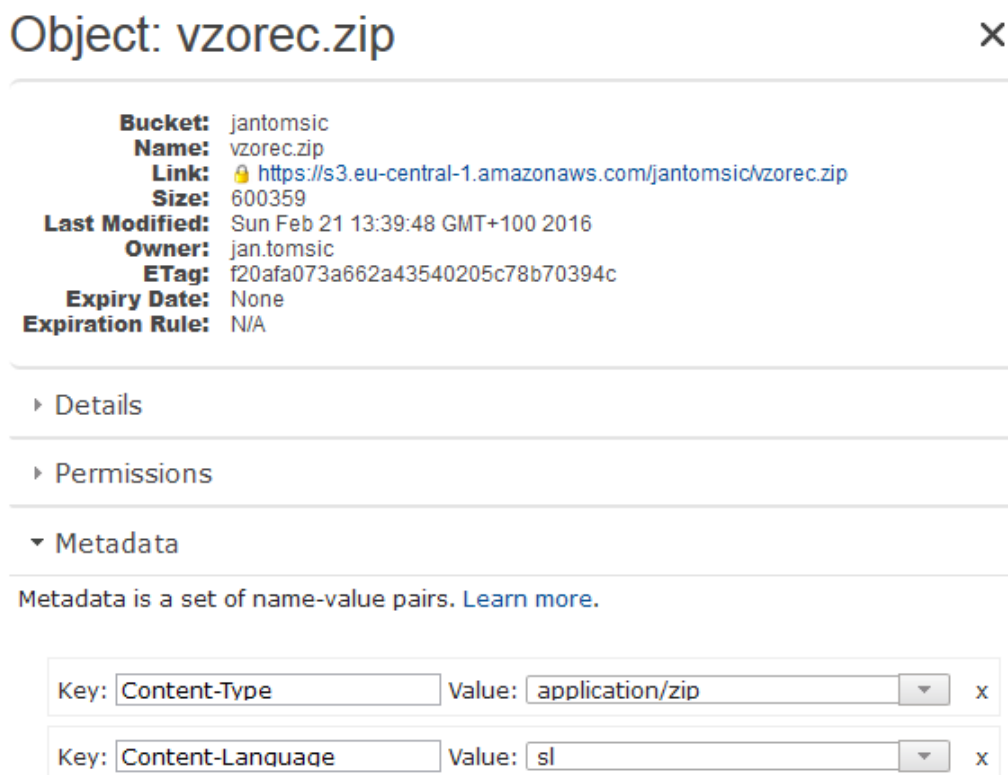 Object: vzorec.zip
Bucket: jantomsic
Name: vzorec.zip
Link: https://s3.eu-central-1.amazonaws.com/jantomsic/vzorec.zip
Size: 600359
Last Modified: Sun Feb 21 13:39:48 GMT+100 2016
Owner: jan.tomsic
ETag: f20afa073a662a43540205c78b70394c
Expiry Date: None
Expiration Rule: N/A
Details
Permissions
Metadata
Metadata is a set of name-value pairs. Learn more.
Key: Content-Type Value: application/zip x
Key: Content-Language Value: sl x